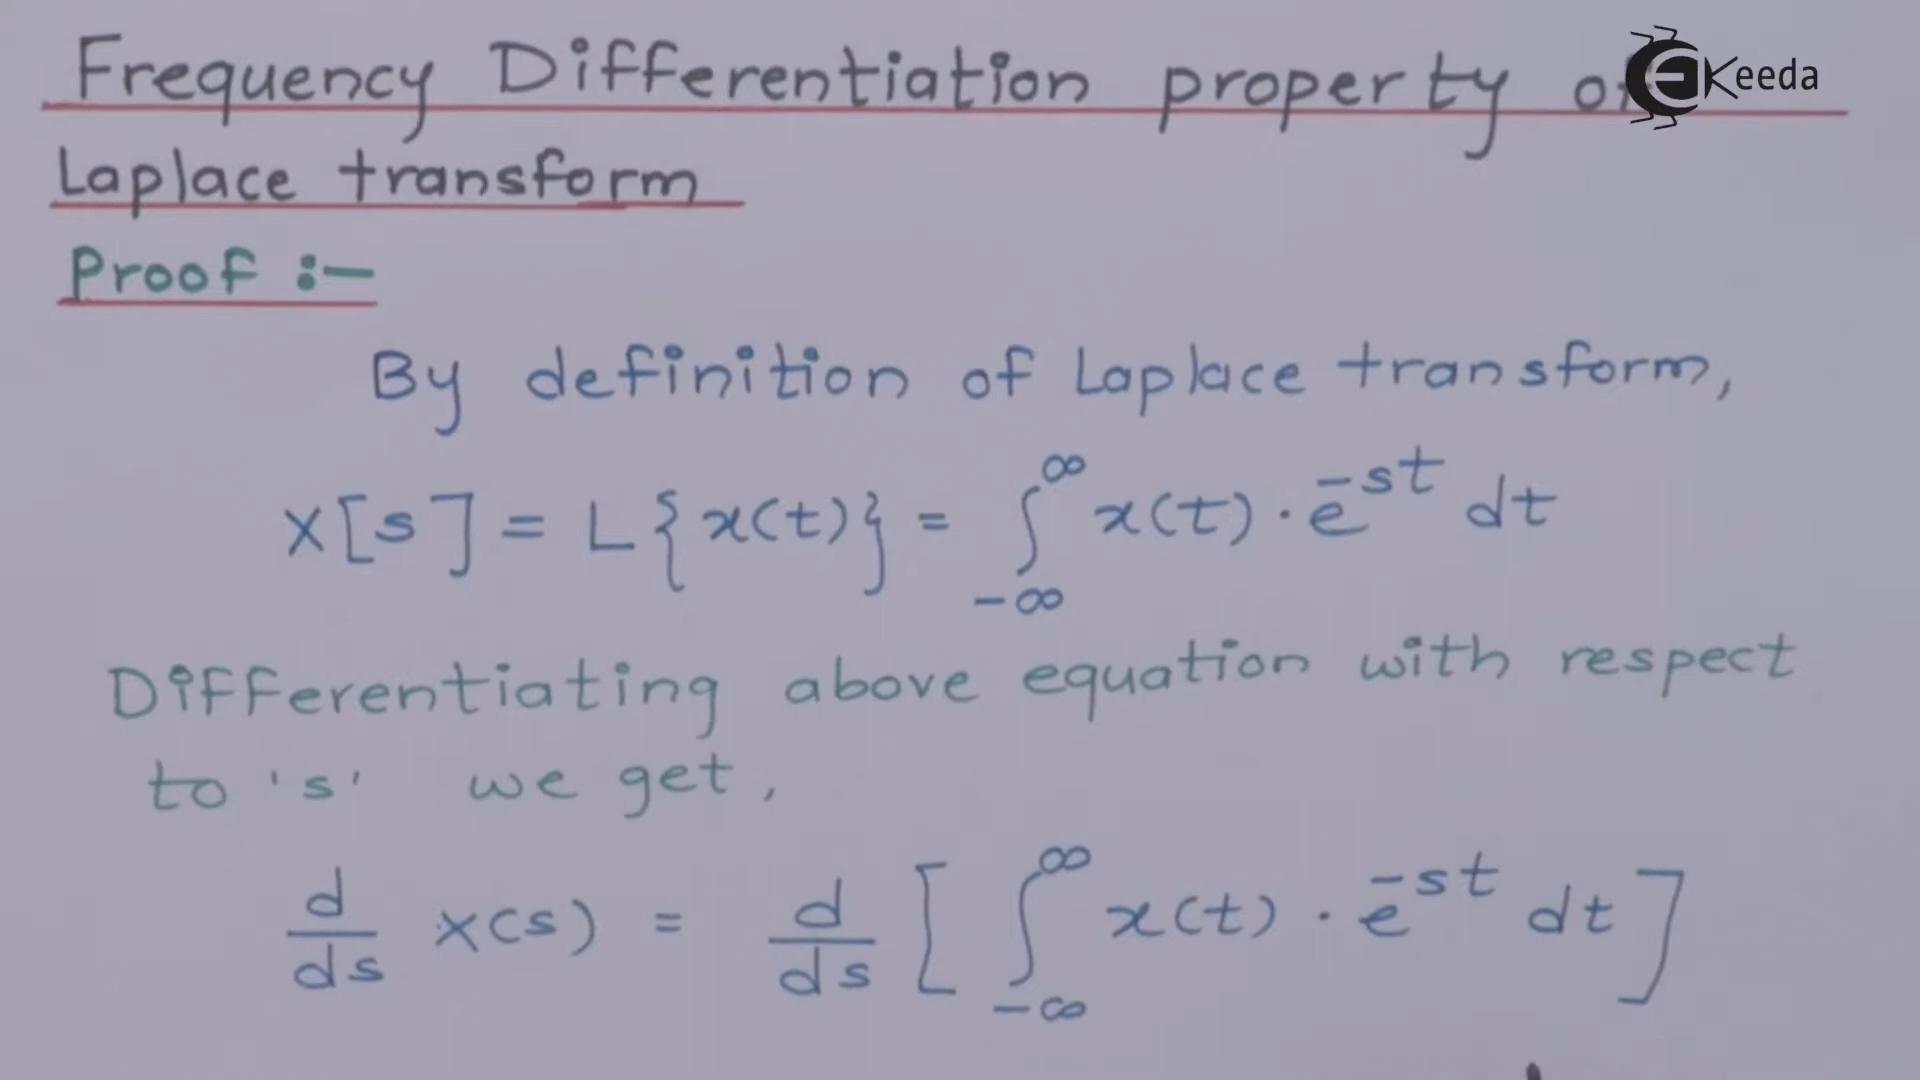 Frequency Differentiation property of
EKeeda
Laplace transform
Proof :-
By definition of Laplace transform,
X[s] = L{x(t)} = ∫_{-∞}^{∞} x(t) · e^{-st} dt
Differentiating above equation with respect
to 's' we get,
d/ds X(s) = d/ds [ ∫_{-∞}^{∞} x(t) · e^{-st} dt ]